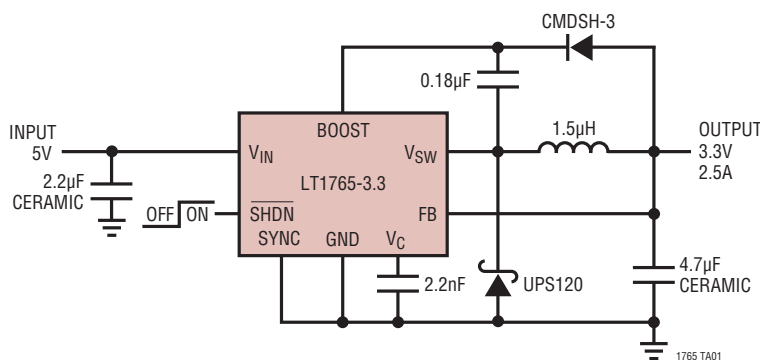 CMDSH-3
0.18µF
BOOST
1.5µH
INPUT
5V
OUTPUT
3.3V
2.5A
VIN
VSW
2.2µF
CERAMIC
LT1765-3.3
OFF ON
SHDN
FB
SYNC GND VC
2.2nF
UPS120
4.7µF
CERAMIC
1765 TA01